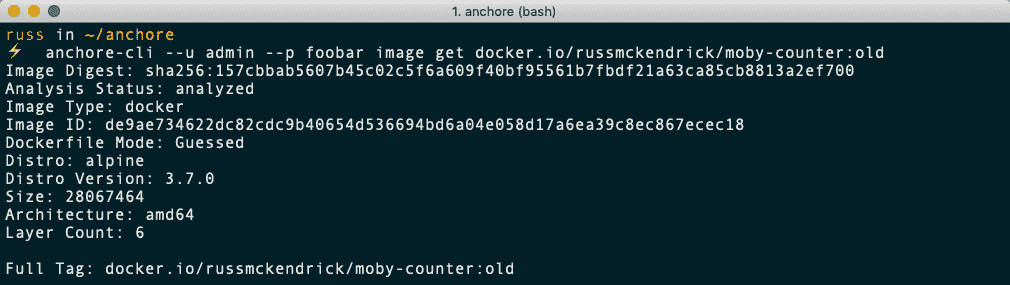 1. anchore (bash)
russ in ~/anchore
⚡ anchore-cli --u admin --p foobar image get docker.io/russmckendrick/moby-counter:old
Image Digest: sha256:157cbbab5607b45c02c5f6a609f40bf95561b7fbdf21a63ca85cb8813a2ef700
Analysis Status: analyzed
Image Type: docker
Image ID: de9ae734622dc82cdc9b40654d536694bd6a04e058d17a6ea39c8ec867ecec18
Dockerfile Mode: Guessed
Distro: alpine
Distro Version: 3.7.0
Size: 28067464
Architecture: amd64
Layer Count: 6
Full Tag: docker.io/russmckendrick/moby-counter:old